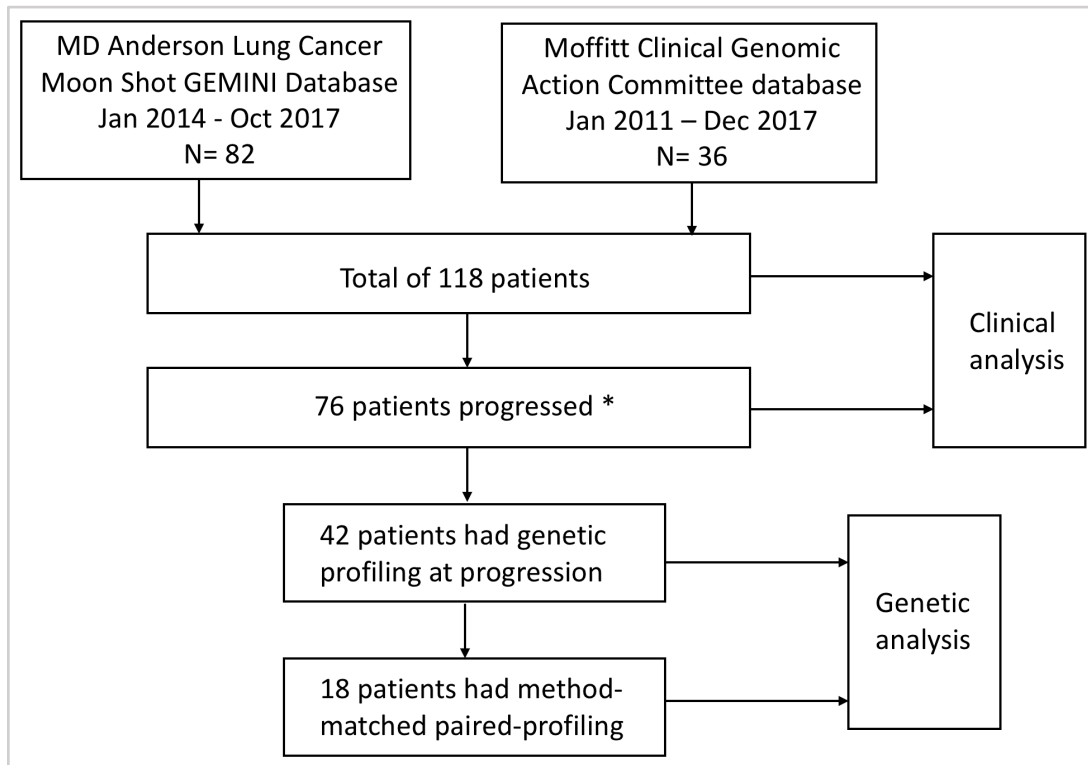 MD Anderson Lung Cancer
Moon Shot GEMINI Database
Jan 2014 - Oct 2017
N= 82
Moffitt Clinical Genomic
Action Committee database
Jan 2011 – Dec 2017
N= 36
Total of 118 patients
Clinical
analysis
76 patients progressed *
42 patients had genetic
profiling at progression
Genetic
analysis
18 patients had method-
matched paired-profiling